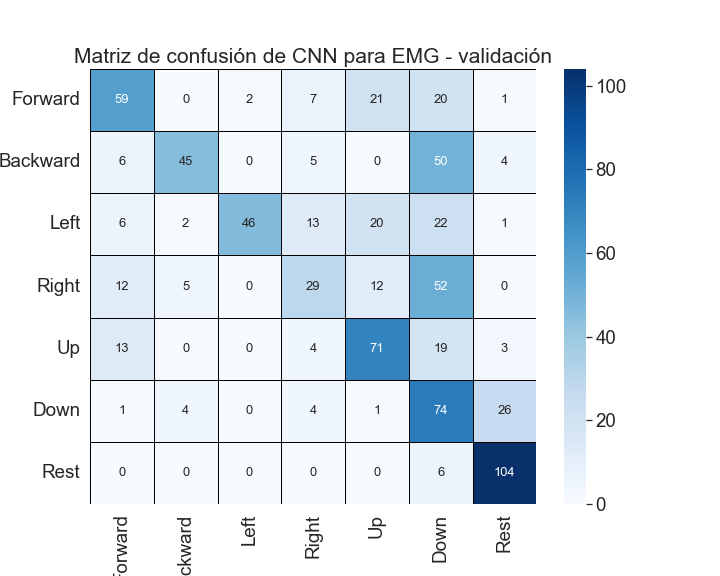 Matriz de confusión de CNN para EMG - validación
Forward 59 0 2 7 21 20 1
Backward 6 45 0 5 0 50 4
Left 6 2 46 13 20 22 1
Right 12 5 0 29 12 52 0
Up 13 0 0 4 71 19 3
Down 1 4 0 4 1 74 26
Rest 0 0 0 0 0 6 104
Forward
ckward
Left
Right
Up
Down
Rest
100
80
60
40
20
0